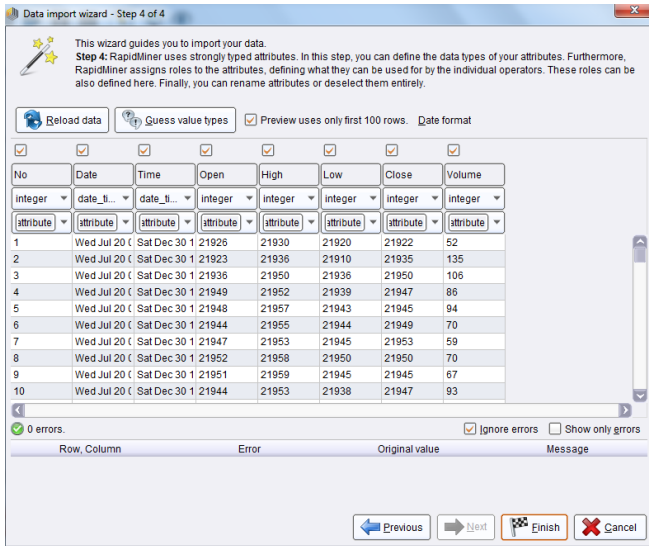 Data import wizard - Step 4 of 4
This wizard guides you to import your data.
Step 4: RapidMiner uses strongly typed attributes. In this step, you can define the data types of your attributes. Furthermore,
RapidMiner assigns roles to the attributes, defining what they can be used for by the individual operators. These roles can be
also defined here. Finally, you can rename attributes or deselect them entirely.
Reload data Guess value types Preview uses only first 100 rows. Date format
No Date Time Open High Low Close Volume
integer date_ti... date_ti... integer integer integer integer integer
attribute attribute attribute attribute attribute attribute attribute attribute
1 Wed Jul 20 Sat Dec 30 1 21926 21930 21920 21922 52
2 Wed Jul 20 Sat Dec 30 1 21923 21936 21910 21935 135
3 Wed Jul 20 Sat Dec 30 1 21936 21950 21936 21950 106
4 Wed Jul 20 Sat Dec 30 1 21949 21952 21939 21947 86
5 Wed Jul 20 Sat Dec 30 1 21948 21957 21943 21945 94
6 Wed Jul 20 Sat Dec 30 1 21944 21955 21944 21949 70
7 Wed Jul 20 Sat Dec 30 1 21947 21953 21945 21953 59
8 Wed Jul 20 Sat Dec 30 1 21952 21958 21950 21950 70
9 Wed Jul 20 Sat Dec 30 1 21951 21959 21945 21945 67
10 Wed Jul 20 Sat Dec 30 1 21944 21953 21938 21947 93
0 errors. Ignore errors Show only errors
Row, Column Error Original value Message
Previous Next Finish Cancel